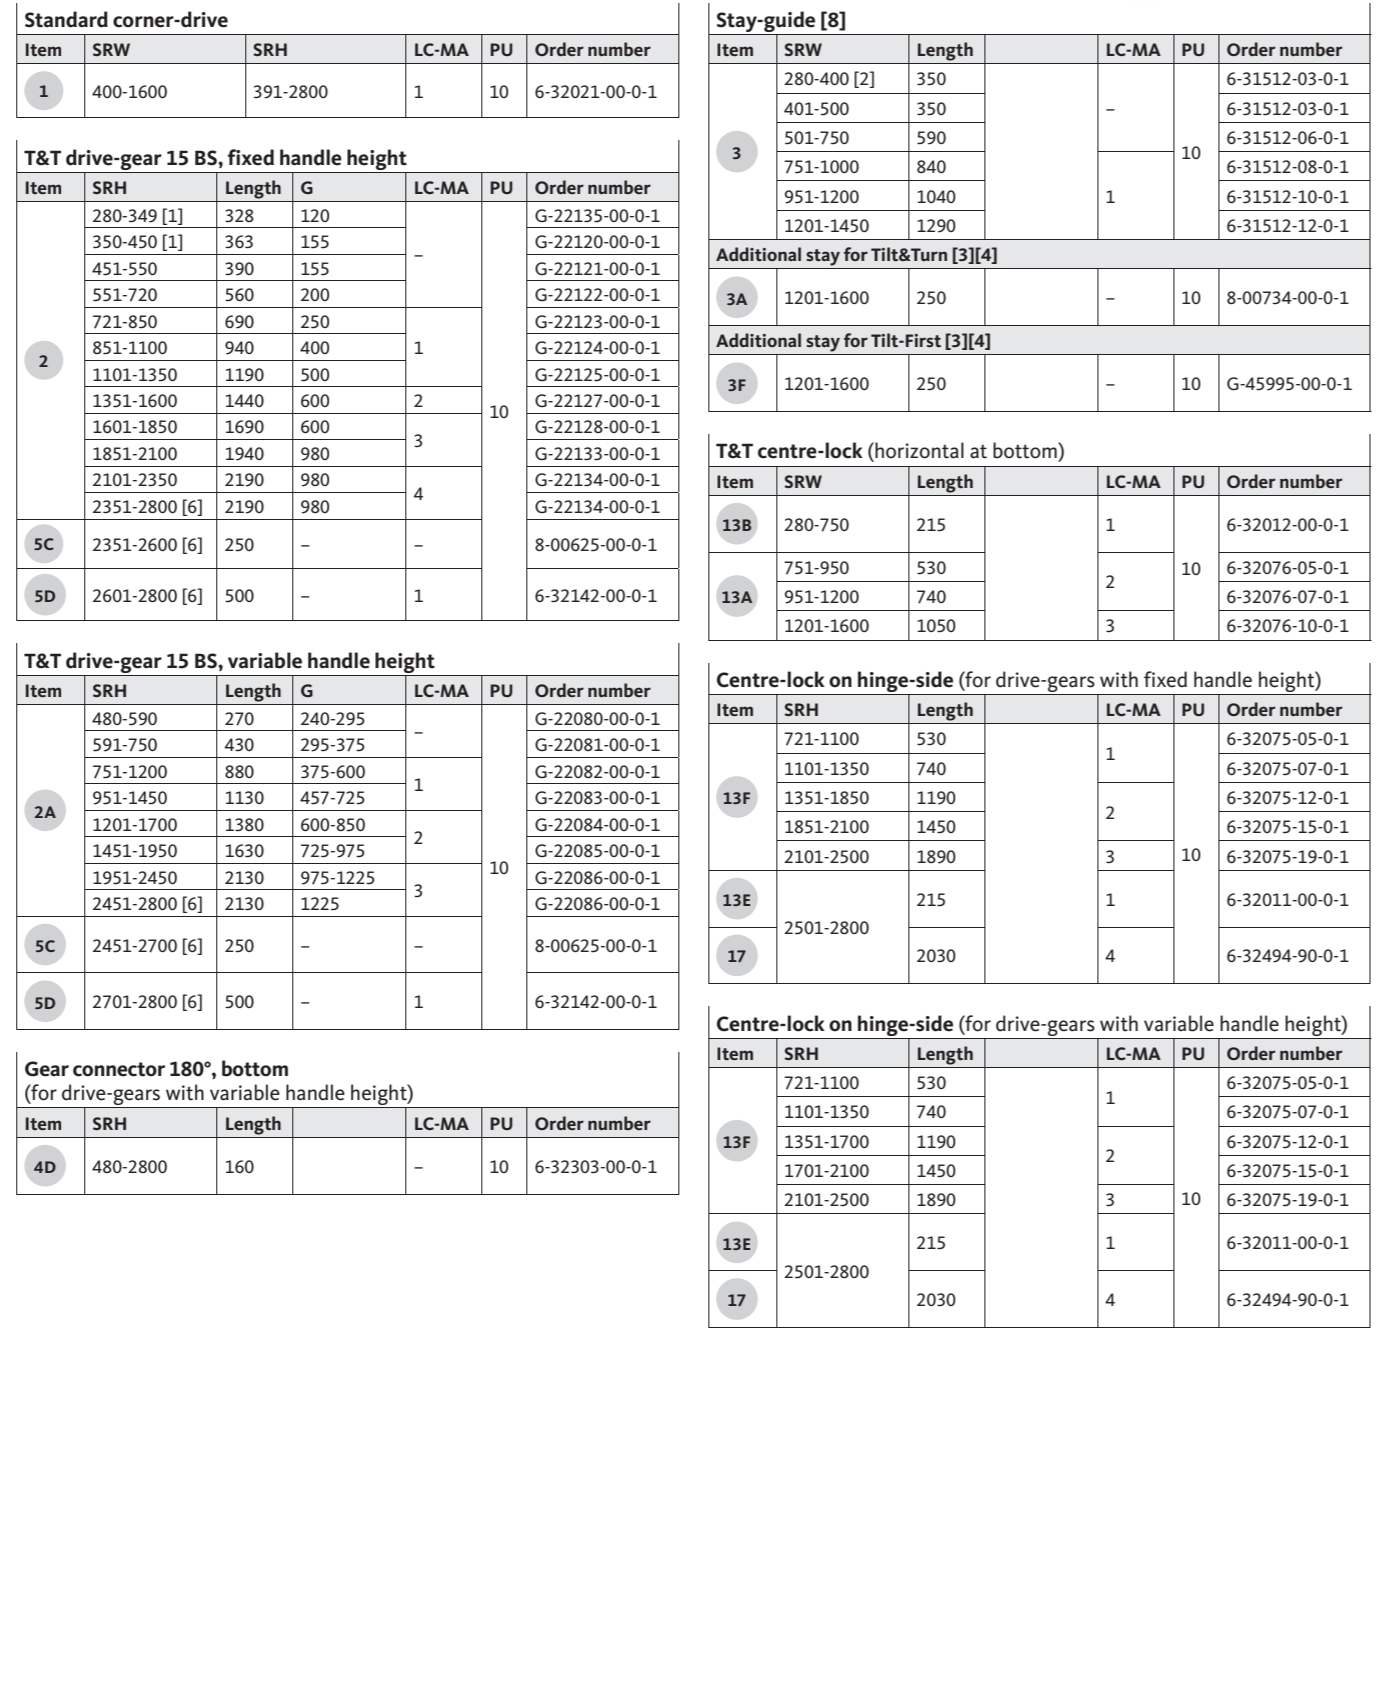 Standard corner-drive
Item SRW SRH LC-MA PU Order number
1 400-1600 391-2800 1 10 6-32021-00-0-1
T&T drive-gear 15 BS, fixed handle height
Item SRH Length G LC-MA PU Order number
280-349 [1] 328 120 G-22135-00-0-1
350-450 [1] 363 155 G-22120-00-0-1
–
451-550 390 155 G-22121-00-0-1
551-720 560 200 G-22122-00-0-1
721-850 690 250 G-22123-00-0-1
2 851-1100 940 400 1 G-22124-00-0-1
1101-1350 1190 500 G-22125-00-0-1
1351-1600 1440 600 2 10 G-22127-00-0-1
1601-1850 1690 600 G-22128-00-0-1
3
1851-2100 1940 980 G-22133-00-0-1
2101-2350 2190 980 G-22134-00-0-1
4
2351-2800 [6] 2190 980 G-22134-00-0-1
5C 2351-2600 [6] 250 – – 8-00625-00-0-1
5D 2601-2800 [6] 500 – 1 6-32142-00-0-1
T&T drive-gear 15 BS, variable handle height
Item SRH Length G LC-MA PU Order number
480-590 270 240-295 G-22080-00-0-1
–
591-750 430 295-375 G-22081-00-0-1
751-1200 880 375-600 G-22082-00-0-1
1
951-1450 1130 457-725 G-22083-00-0-1
2A
1201-1700 1380 600-850 G-22084-00-0-1
2
1451-1950 1630 725-975 G-22085-00-0-1
10
1951-2450 2130 975-1225 G-22086-00-0-1
3
2451-2800 [6] 2130 1225 G-22086-00-0-1
5C 2451-2700 [6] 250 – – 8-00625-00-0-1
5D 2701-2800 [6] 500 – 1 6-32142-00-0-1
Gear connector 180°, bottom
(for drive-gears with variable handle height)
Item SRH Length LC-MA PU Order number
4D 480-2800 160 – 10 6-32303-00-0-1
Stay-guide [8]
Item SRW Length LC-MA PU Order number
280-400 [2] 350 6-31512-03-0-1
401-500 350 – 6-31512-03-0-1
501-750 590 6-31512-06-0-1
3 10
751-1000 840 6-31512-08-0-1
951-1200 1040 1 6-31512-10-0-1
1201-1450 1290 6-31512-12-0-1
Additional stay for Tilt&Turn [3][4]
3A 1201-1600 250 – 10 8-00734-00-0-1
Additional stay for Tilt-First [3][4]
3F 1201-1600 250 – 10 G-45995-00-0-1
T&T centre-lock (horizontal at bottom)
Item SRW Length LC-MA PU Order number
13B 280-750 215 1 6-32012-00-0-1
751-950 530 10 6-32076-05-0-1
2
13A 951-1200 740 6-32076-07-0-1
1201-1600 1050 3 6-32076-10-0-1
Centre-lock on hinge-side (for drive-gears with fixed handle height)
Item SRH Length LC-MA PU Order number
721-1100 530 6-32075-05-0-1
1
1101-1350 740 6-32075-07-0-1
13F 1351-1850 1190 6-32075-12-0-1
2
1851-2100 1450 6-32075-15-0-1
2101-2500 1890 3 10 6-32075-19-0-1
13E 215 1 6-32011-00-0-1
2501-2800
17 2030 4 6-32494-90-0-1
Centre-lock on hinge-side (for drive-gears with variable handle height)
Item SRH Length LC-MA PU Order number
721-1100 530 6-32075-05-0-1
1
1101-1350 740 6-32075-07-0-1
13F 1351-1700 1190 6-32075-12-0-1
2
1701-2100 1450 6-32075-15-0-1
2101-2500 1890 3 10 6-32075-19-0-1
13E 215 1 6-32011-00-0-1
2501-2800
17 2030 4 6-32494-90-0-1